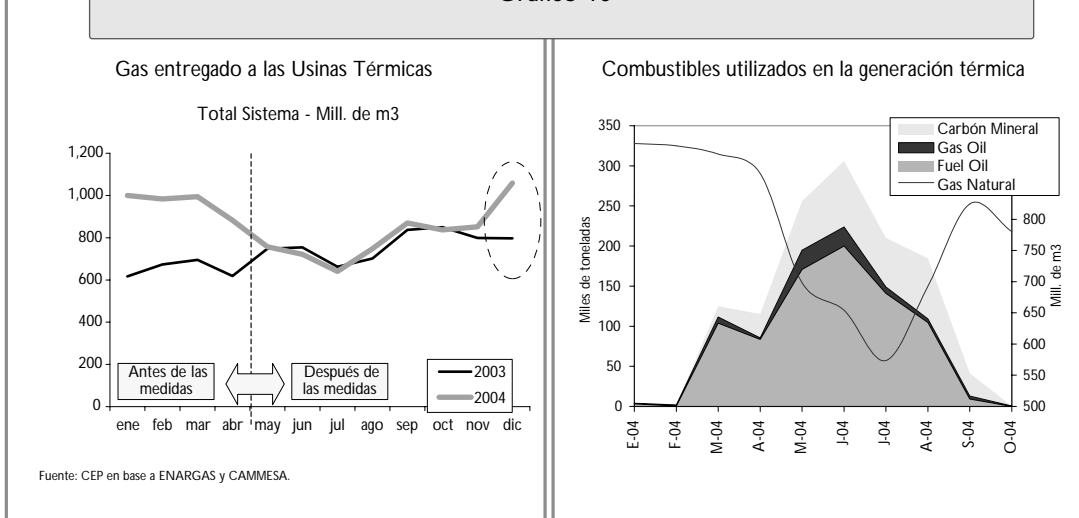 Gas entregado a las Usinas Térmicas
Total Sistema - Mill. de m3
1,200
1,000
800
600
400
200
0
Antes de las
medidas
Después de
las medidas
2003
2004
ene feb mar abr may jun jul ago sep oct nov dic
Fuente: CEP en base a ENARGAS y CAMMESA.
Combustibles utilizados en la generación térmica
Carbón Mineral
Gas Oil
Fuel Oil
Gas Natural
Miles de toneladas
350
300
250
200
150
100
50
0
800
750
700
650
600
550
500
Mill. de m3
E-04
F-04
M-04
A-04
M-04
J-04
J-04
A-04
S-04
O-04